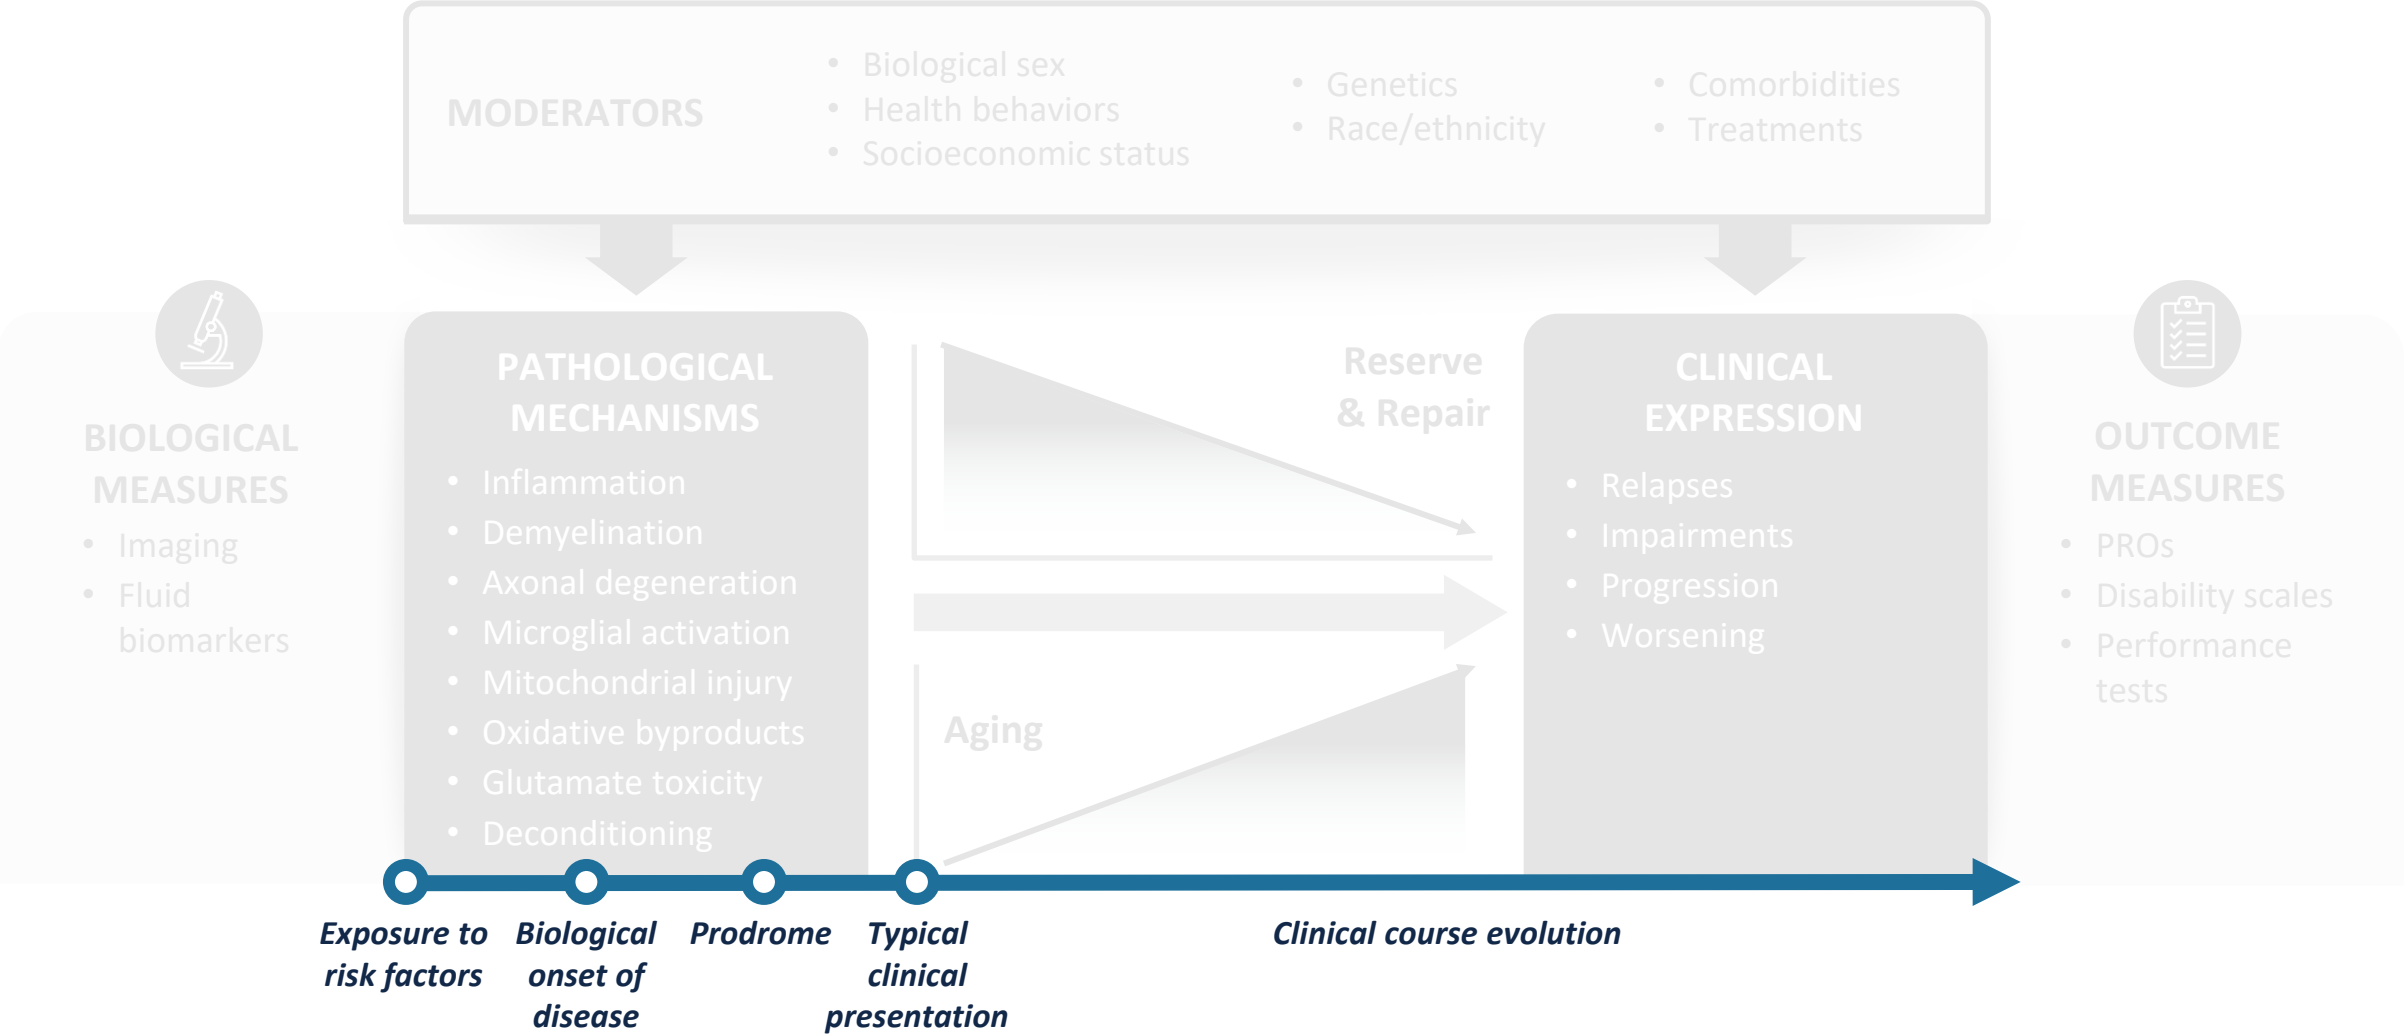 MODERATORS
• Biological sex
• Health behaviors
• Socioeconomic status
• Genetics
• Race/ethnicity
• Comorbidities
• Treatments
BIOLOGICAL
MEASURES
• Imaging
• Fluid
biomarkers
PATHOLOGICAL
MECHANISMS
• Inflammation
• Demyelination
• Axonal degeneration
• Microglial activation
• Mitochondrial injury
• Oxidative byproducts
• Glutamate toxicity
• Deconditioning
Reserve
& Repair
Aging
CLINICAL
EXPRESSION
• Relapses
• Impairments
• Progression
• Worsening
OUTCOME
MEASURES
• PROs
• Disability scales
• Performance
tests
Exposure to
risk factors
Biological
onset of
disease
Prodrome
Typical
clinical
presentation
Clinical course evolution